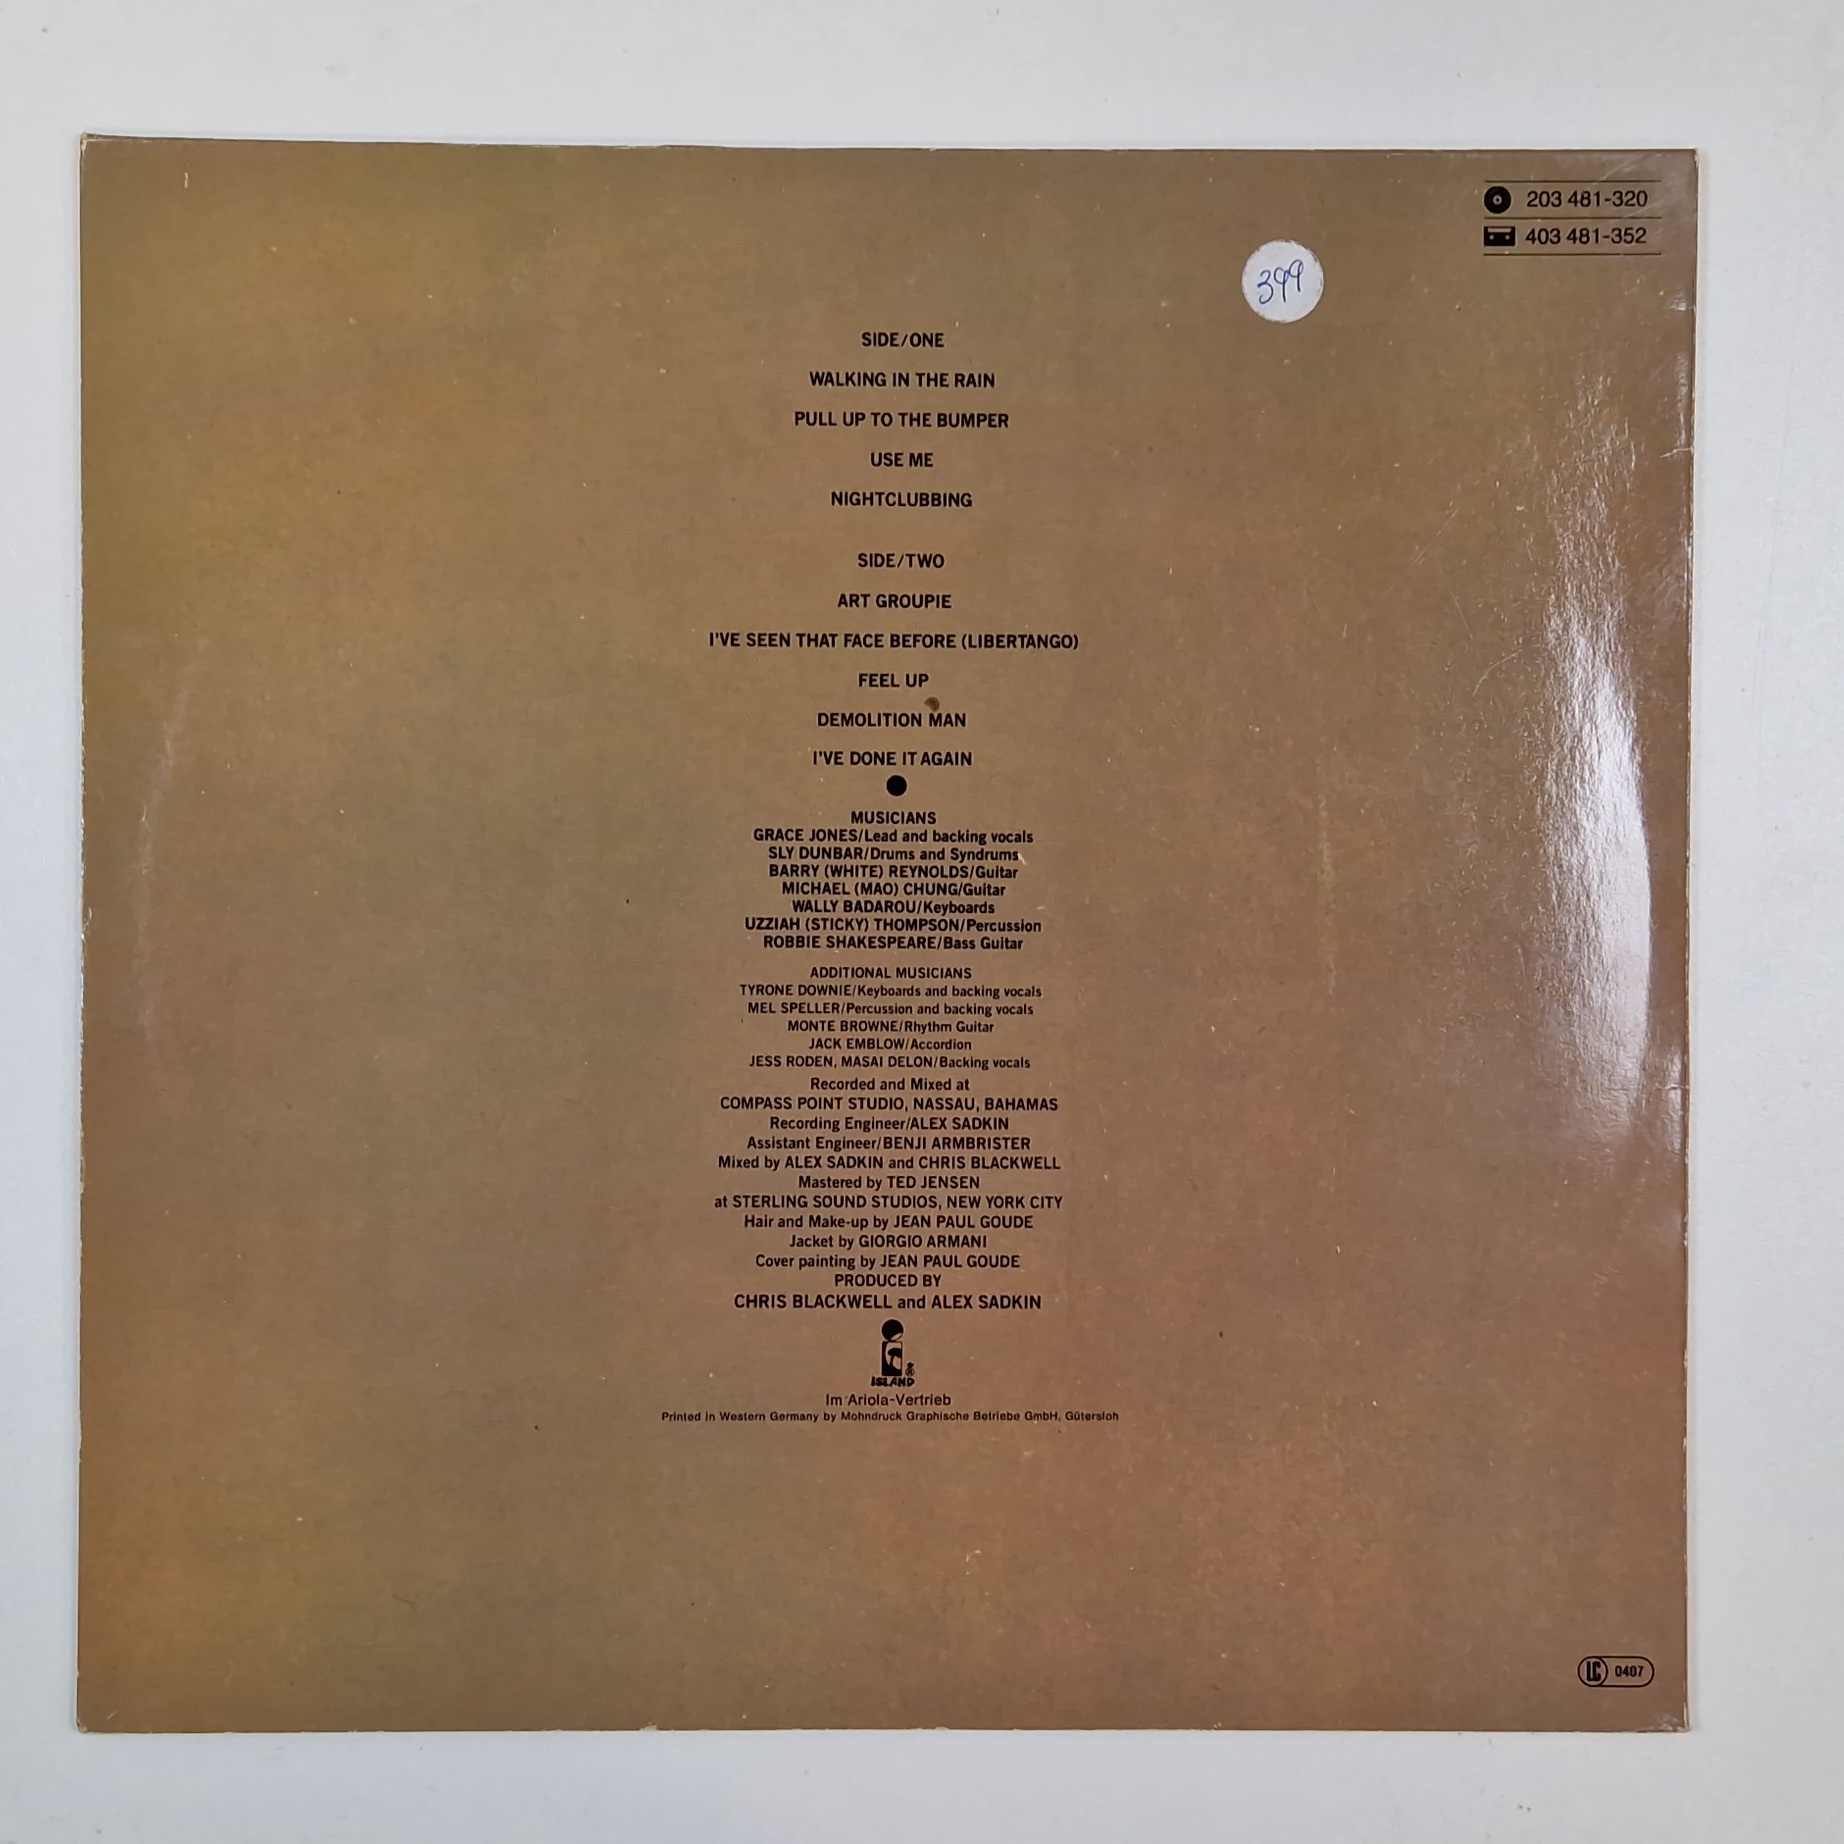 203 481-320
403 481-352
399
SIDE/ONE
WALKING IN THE RAIN
PULL UP TO THE BUMPER
USE ME
NIGHTCLUBBING
SIDE/TWO
ART GROUPIE
I'VE SEEN THAT FACE BEFORE (LIBERTANGO)
FEEL UP
DEMOLITION MAN
I'VE DONE IT AGAIN
MUSICIANS
GRACE JONES/Lead and backing vocals
SLY DUNBAR/Drums and Syndrums
BARRY (WHITE) REYNOLDS/Guitar
MICHAEL (MAO) CHUNG/Guitar
WALLY BADAROU/Keyboards
UZZIAH (STICKY) THOMPSON/Percussion
ROBBIE SHAKESPEARE/Bass Guitar
ADDITIONAL MUSICIANS
TYRONE DOWNIE/Keyboards and backing vocals
MEL SPELLER/Percussion and backing vocals
MONTE BROWNE/Rhythm Guitar
JACK EMBLOW/Accordion
JESS RODEN, MASAI DELON/Backing vocals
Recorded and Mixed at
COMPASS POINT STUDIO, NASSAU, BAHAMAS
Recording Engineer/ALEX SADKIN
Assistant Engineer/BENJI ARMBRISTER
Mixed by ALEX SADKIN and CHRIS BLACKWELL
Mastered by TED JENSEN
at STERLING SOUND STUDIOS, NEW YORK CITY
Hair and Make-up by JEAN PAUL GOUDE
Jacket by GIORGIO ARMANI
Cover painting by JEAN PAUL GOUDE
PRODUCED BY
CHRIS BLACKWELL and ALEX SADKIN
ISLAND
Im Ariola-Vertrieb
Printed in Western Germany by Mohndruck Graphische Betriebe GmbH, Gütersloh
LC 0407